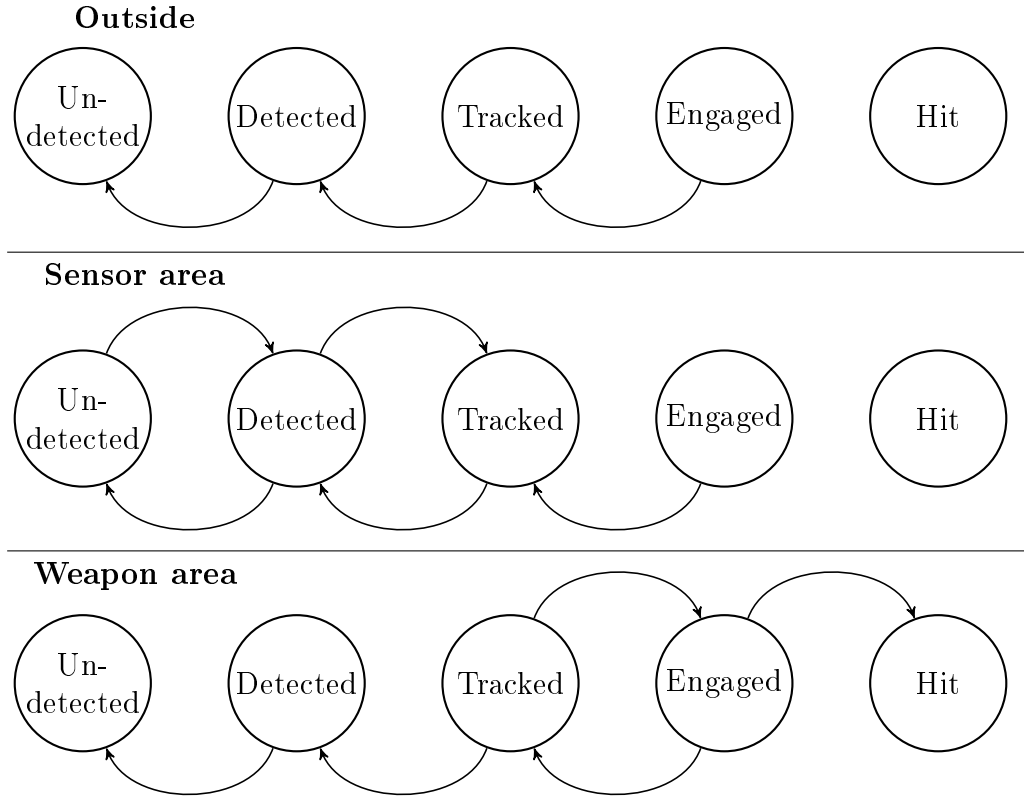 Outside
Un-
detected
Detected
Tracked
Engaged
Hit
Sensor area
Un-
detected
Detected
Tracked
Engaged
Hit
Weapon area
Un-
detected
Detected
Tracked
Engaged
Hit